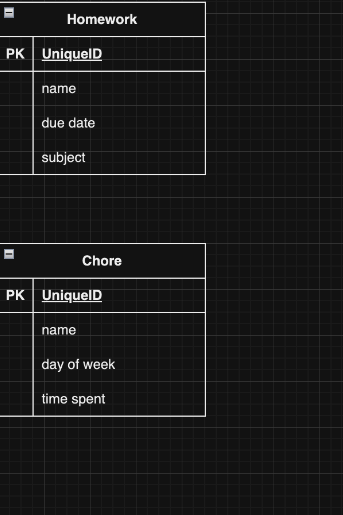 Homework
PK UniqueID
name
due date
subject
Chore
PK UniqueID
name
day of week
time spent